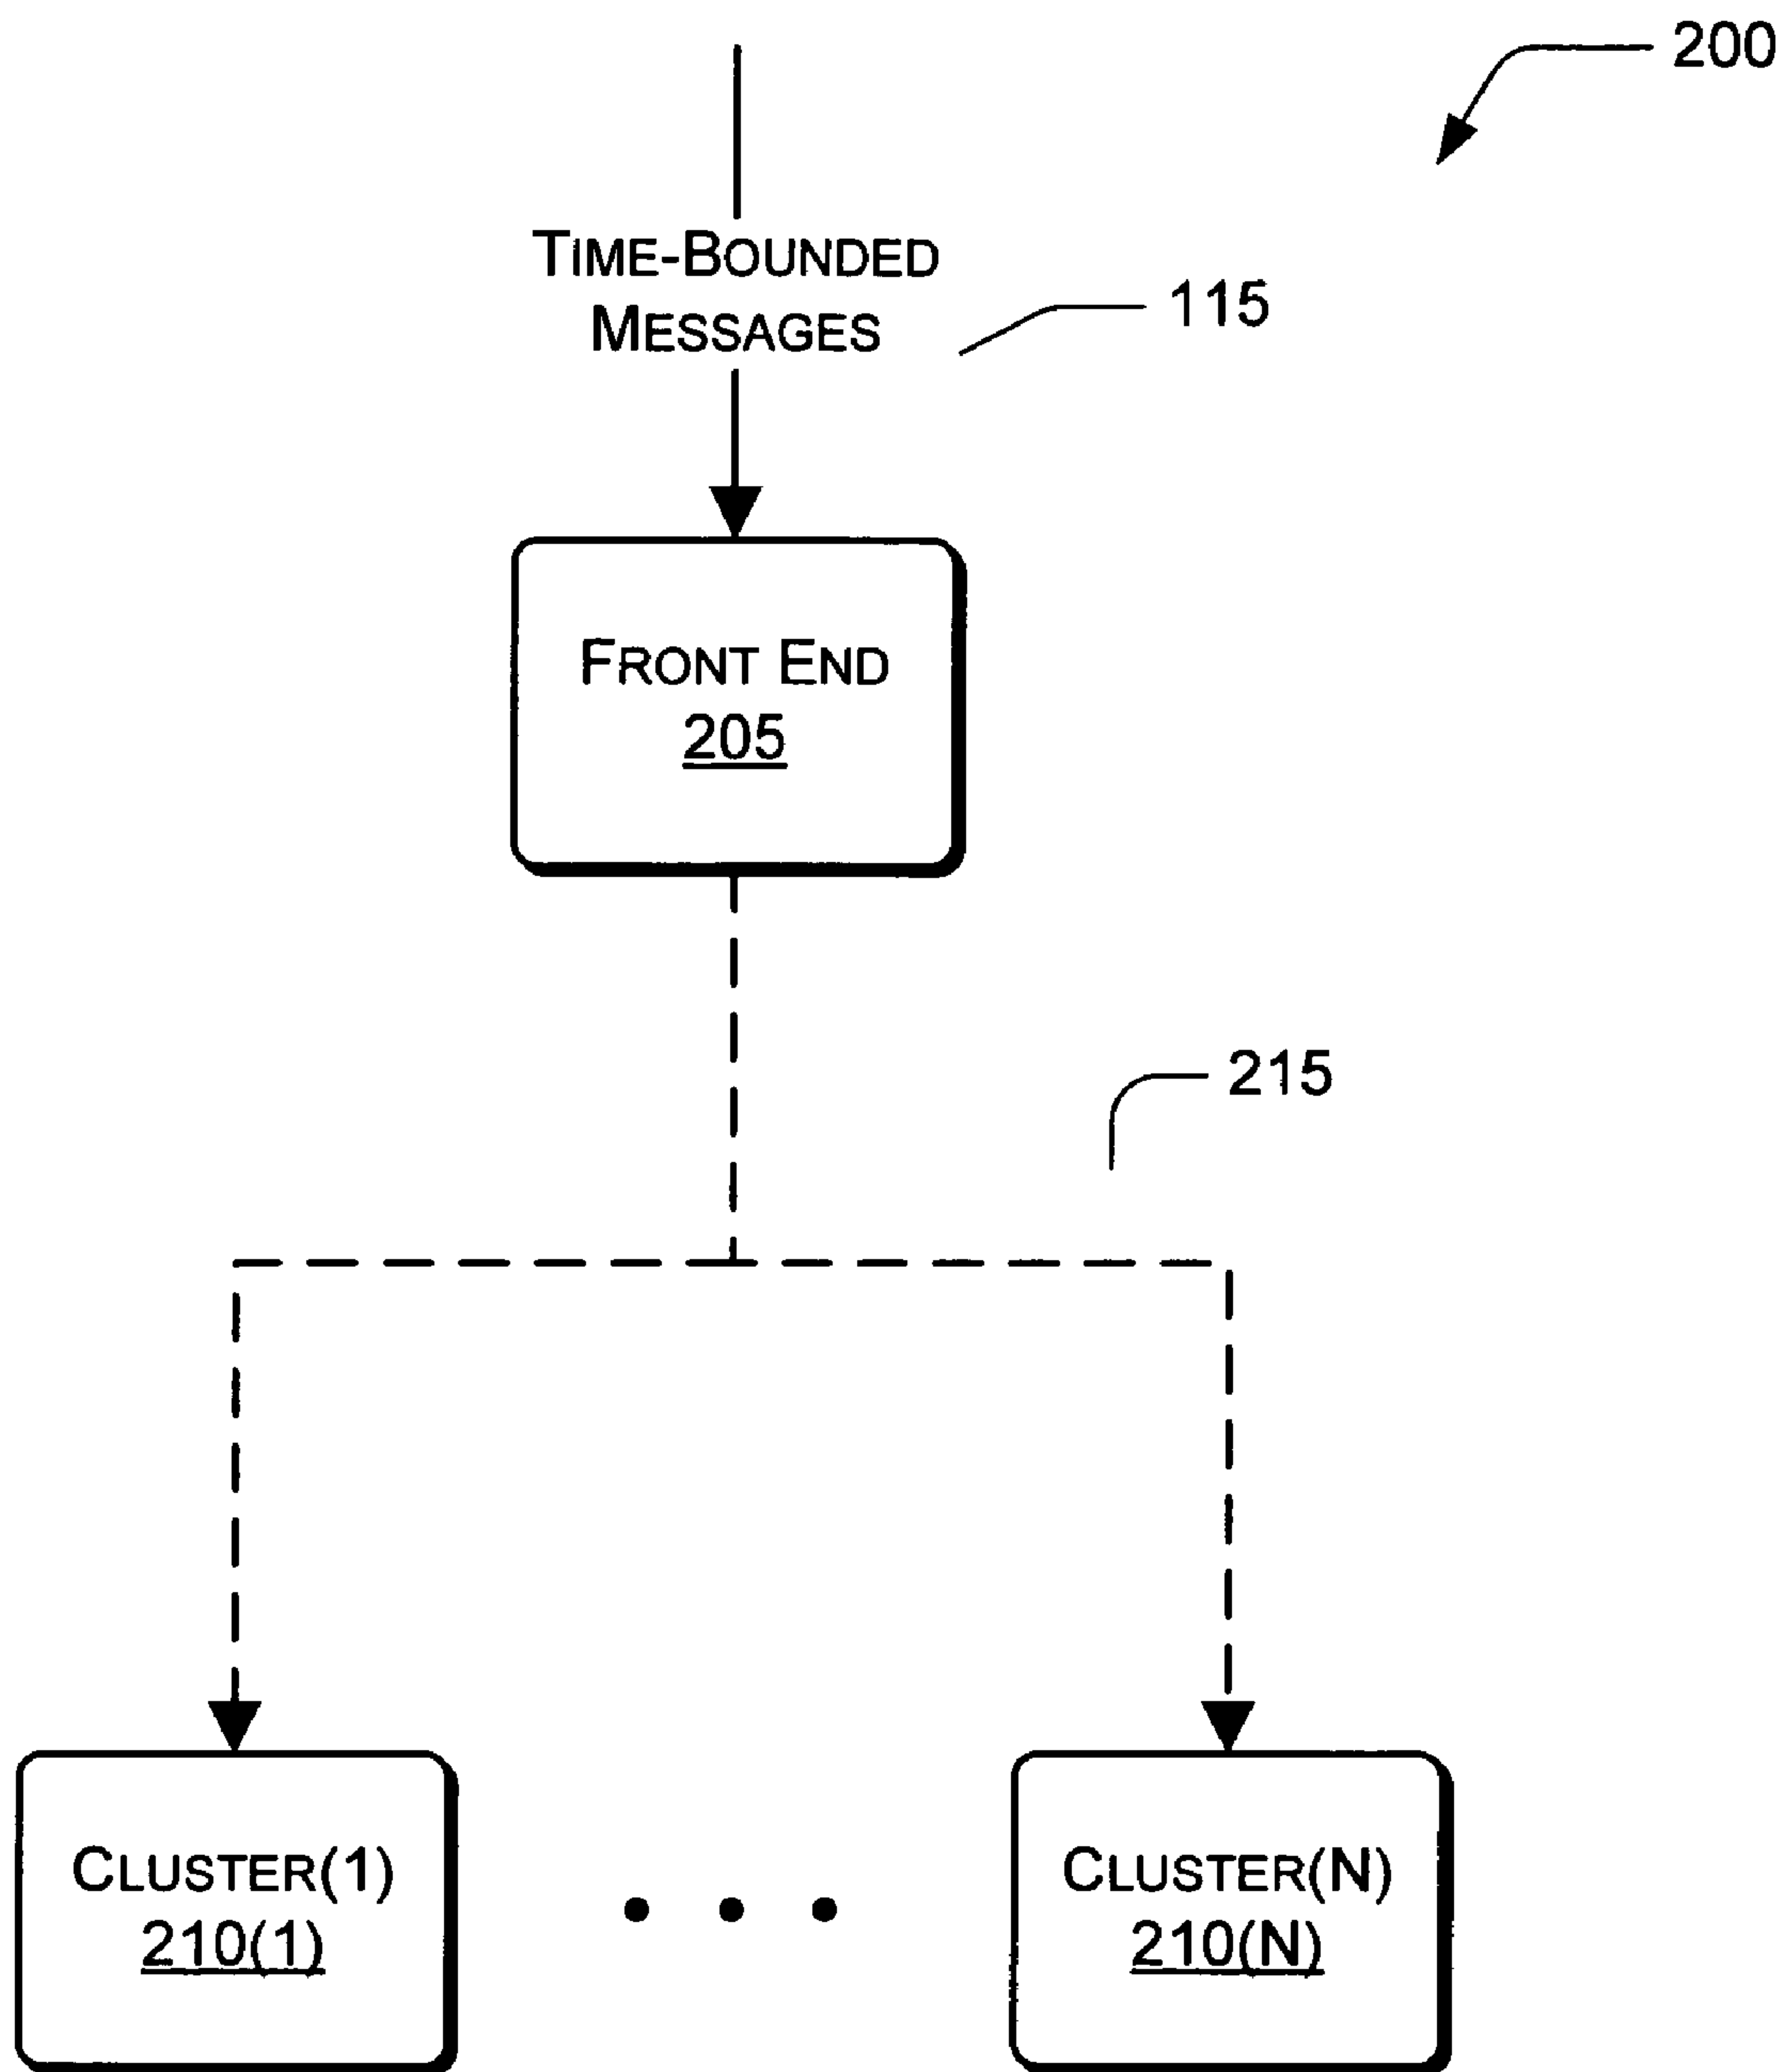 200
TIME-BOUNDED
MESSAGES
115
FRONT END
205
215
CLUSTER(1)
210(1)
• • •
CLUSTER(N)
210(N)